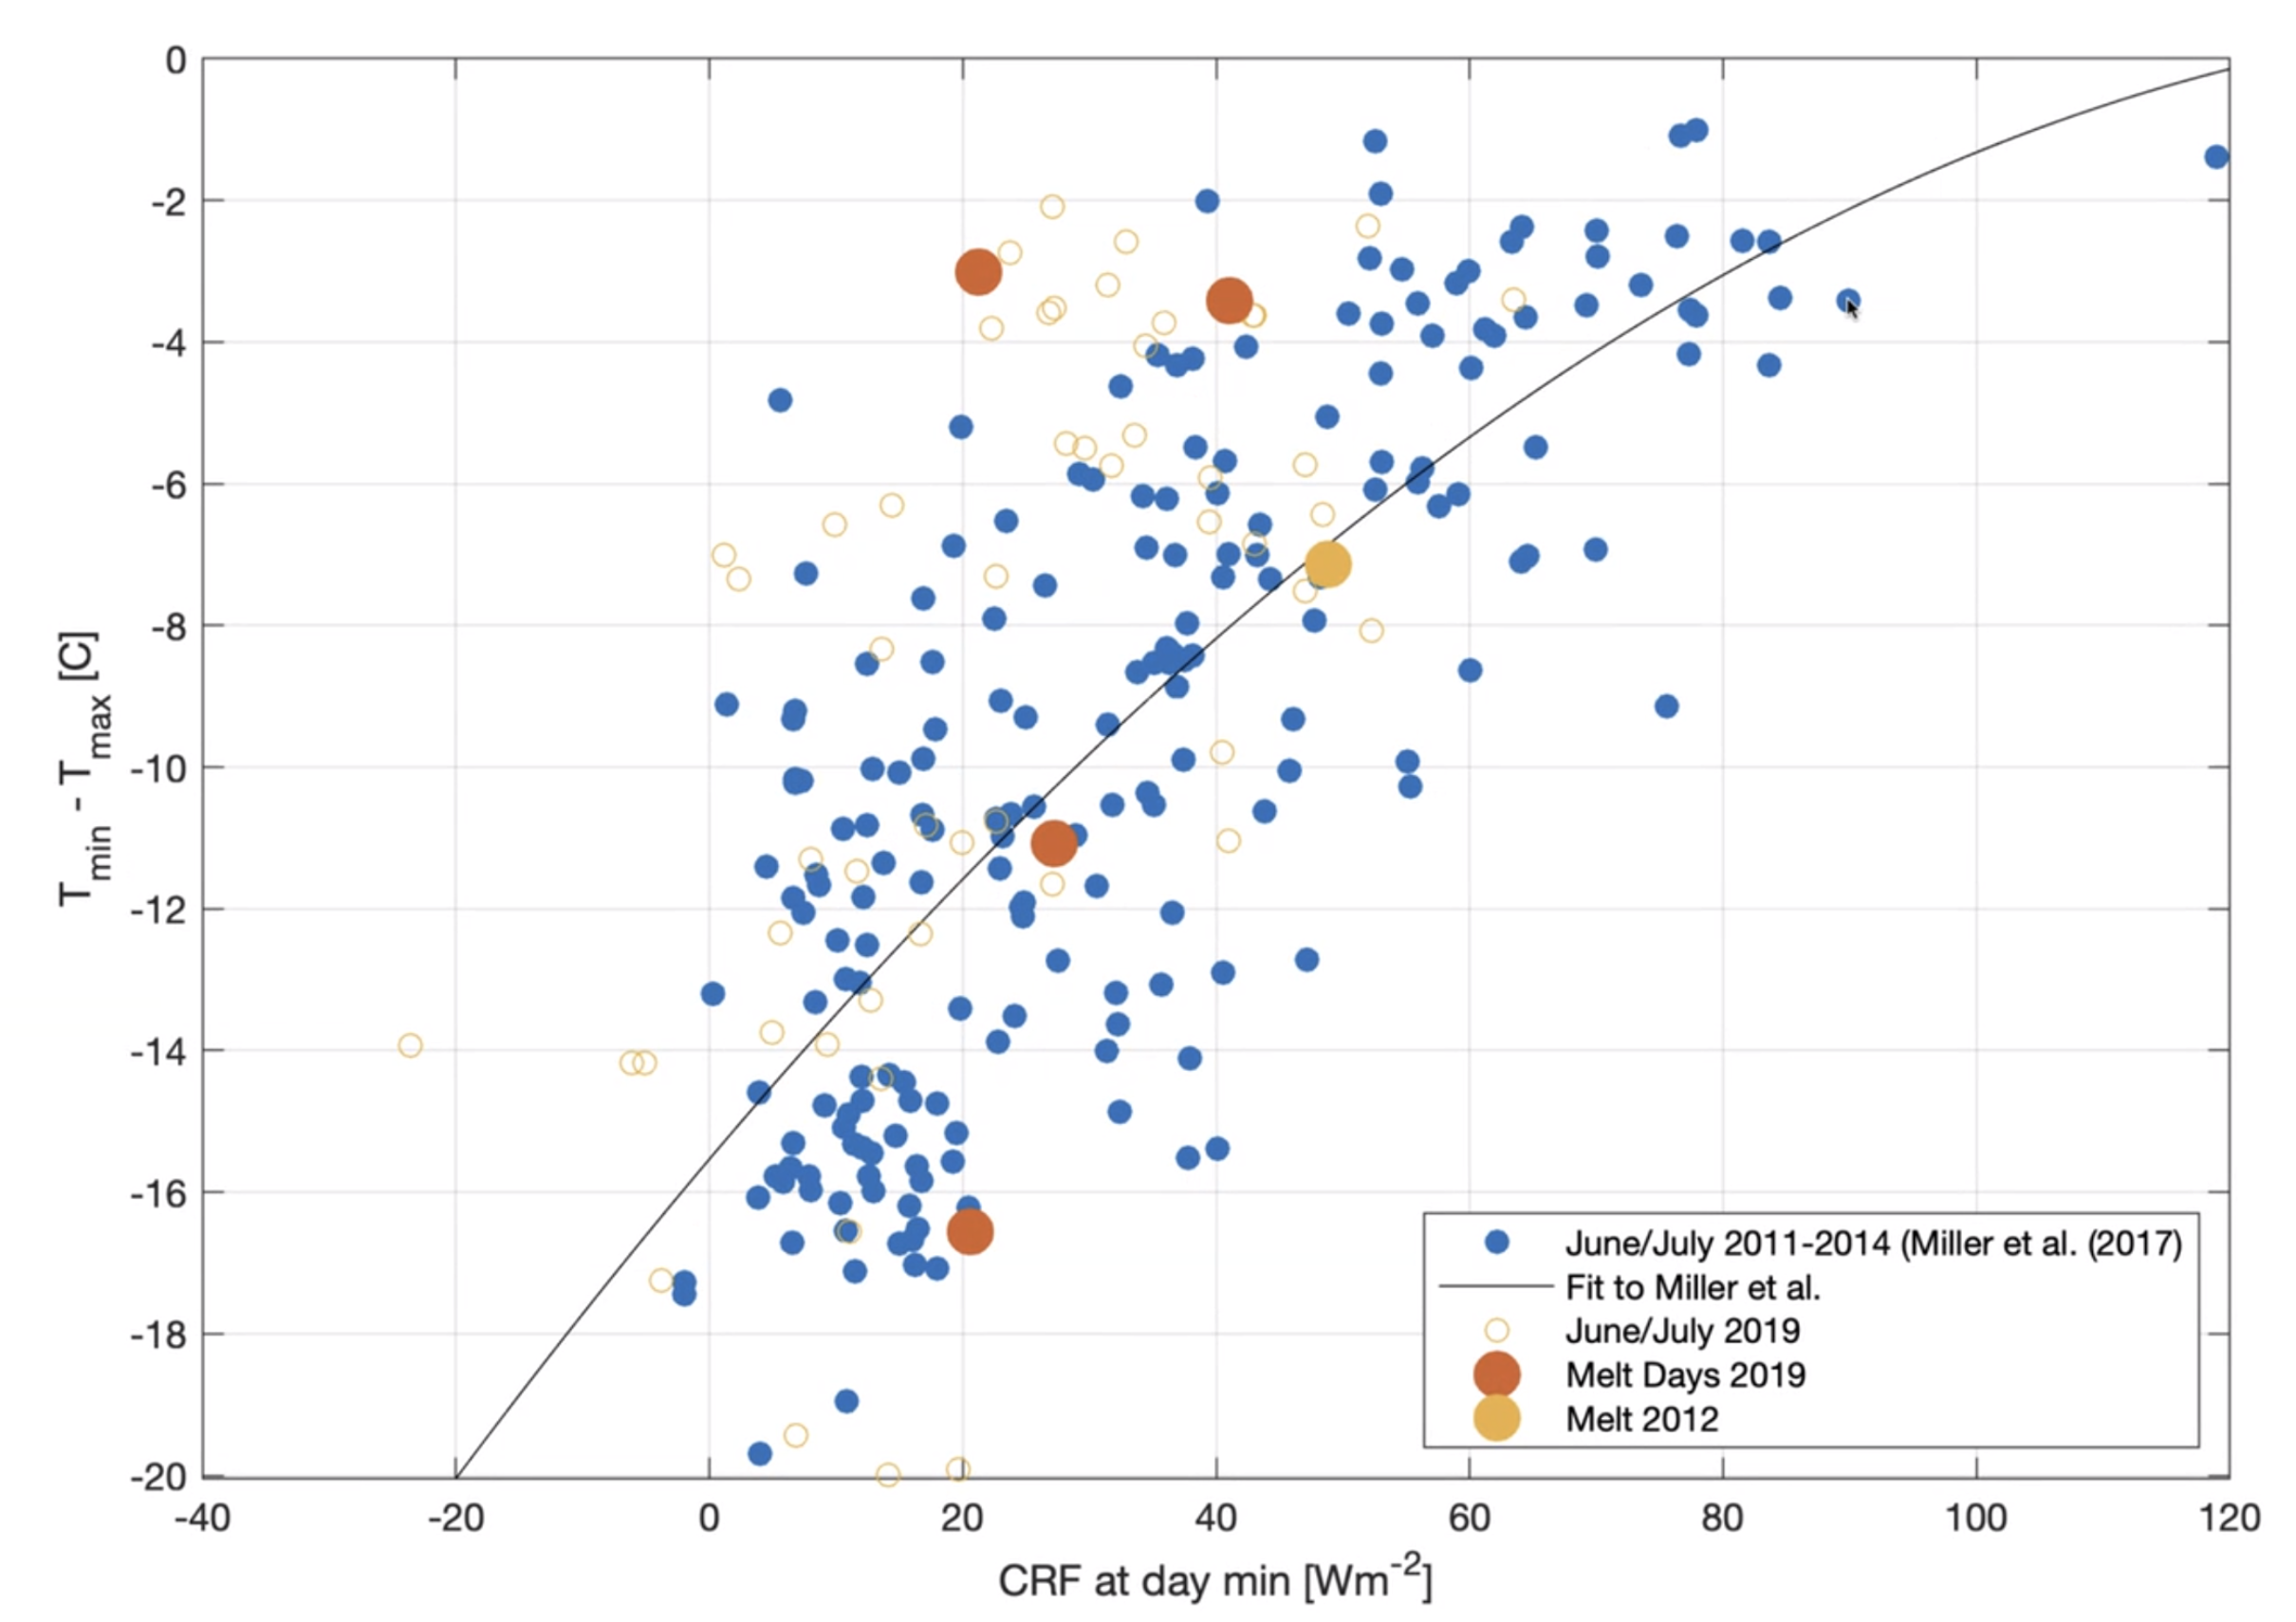 0
-2
-4
-6
-8
-10
-12
-14
-16
-18
-20
T_min - T_max [C]
-40 -20 0 20 40 60 80 100 120
CRF at day min [Wm⁻²]
June/July 2011-2014 (Miller et al. (2017)
Fit to Miller et al.
June/July 2019
Melt Days 2019
Melt 2012